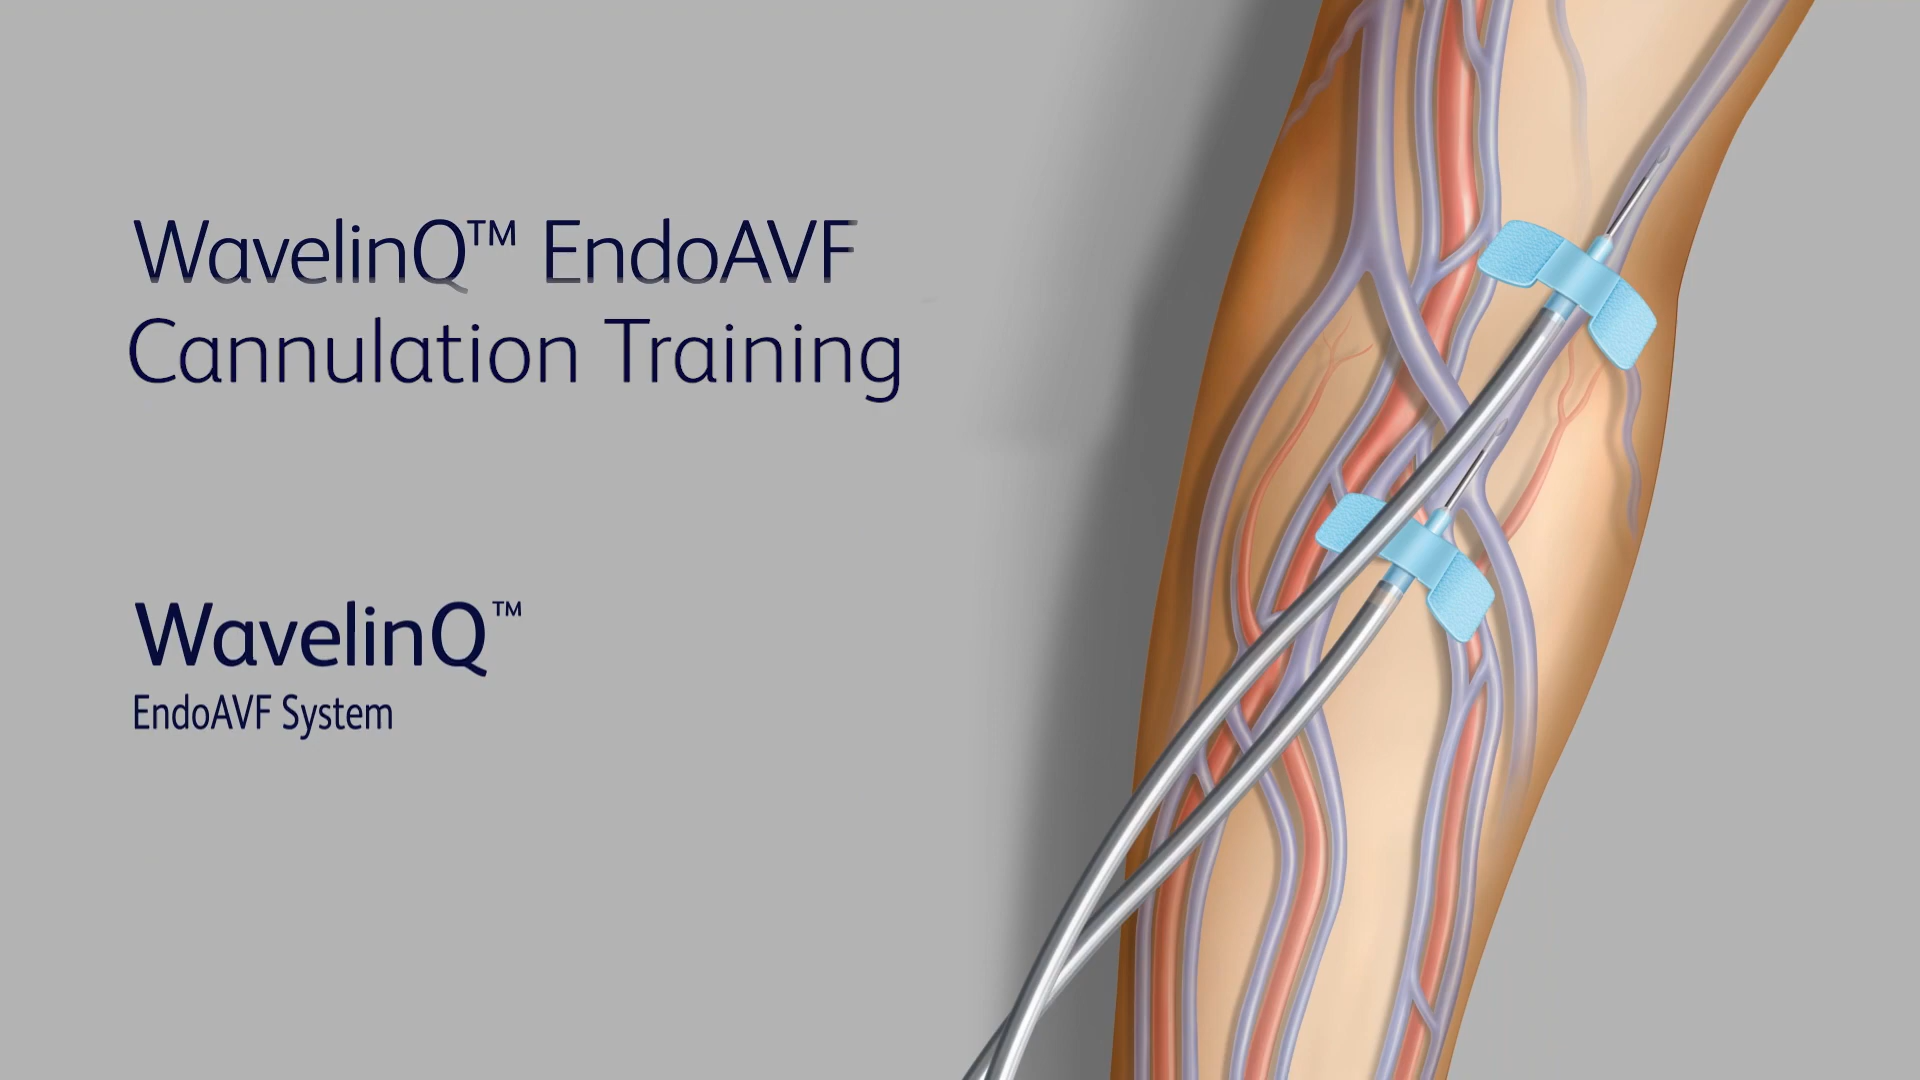 WavelinQ™ EndoAVF
Cannulation Training
WavelinQ™
EndoAVF System